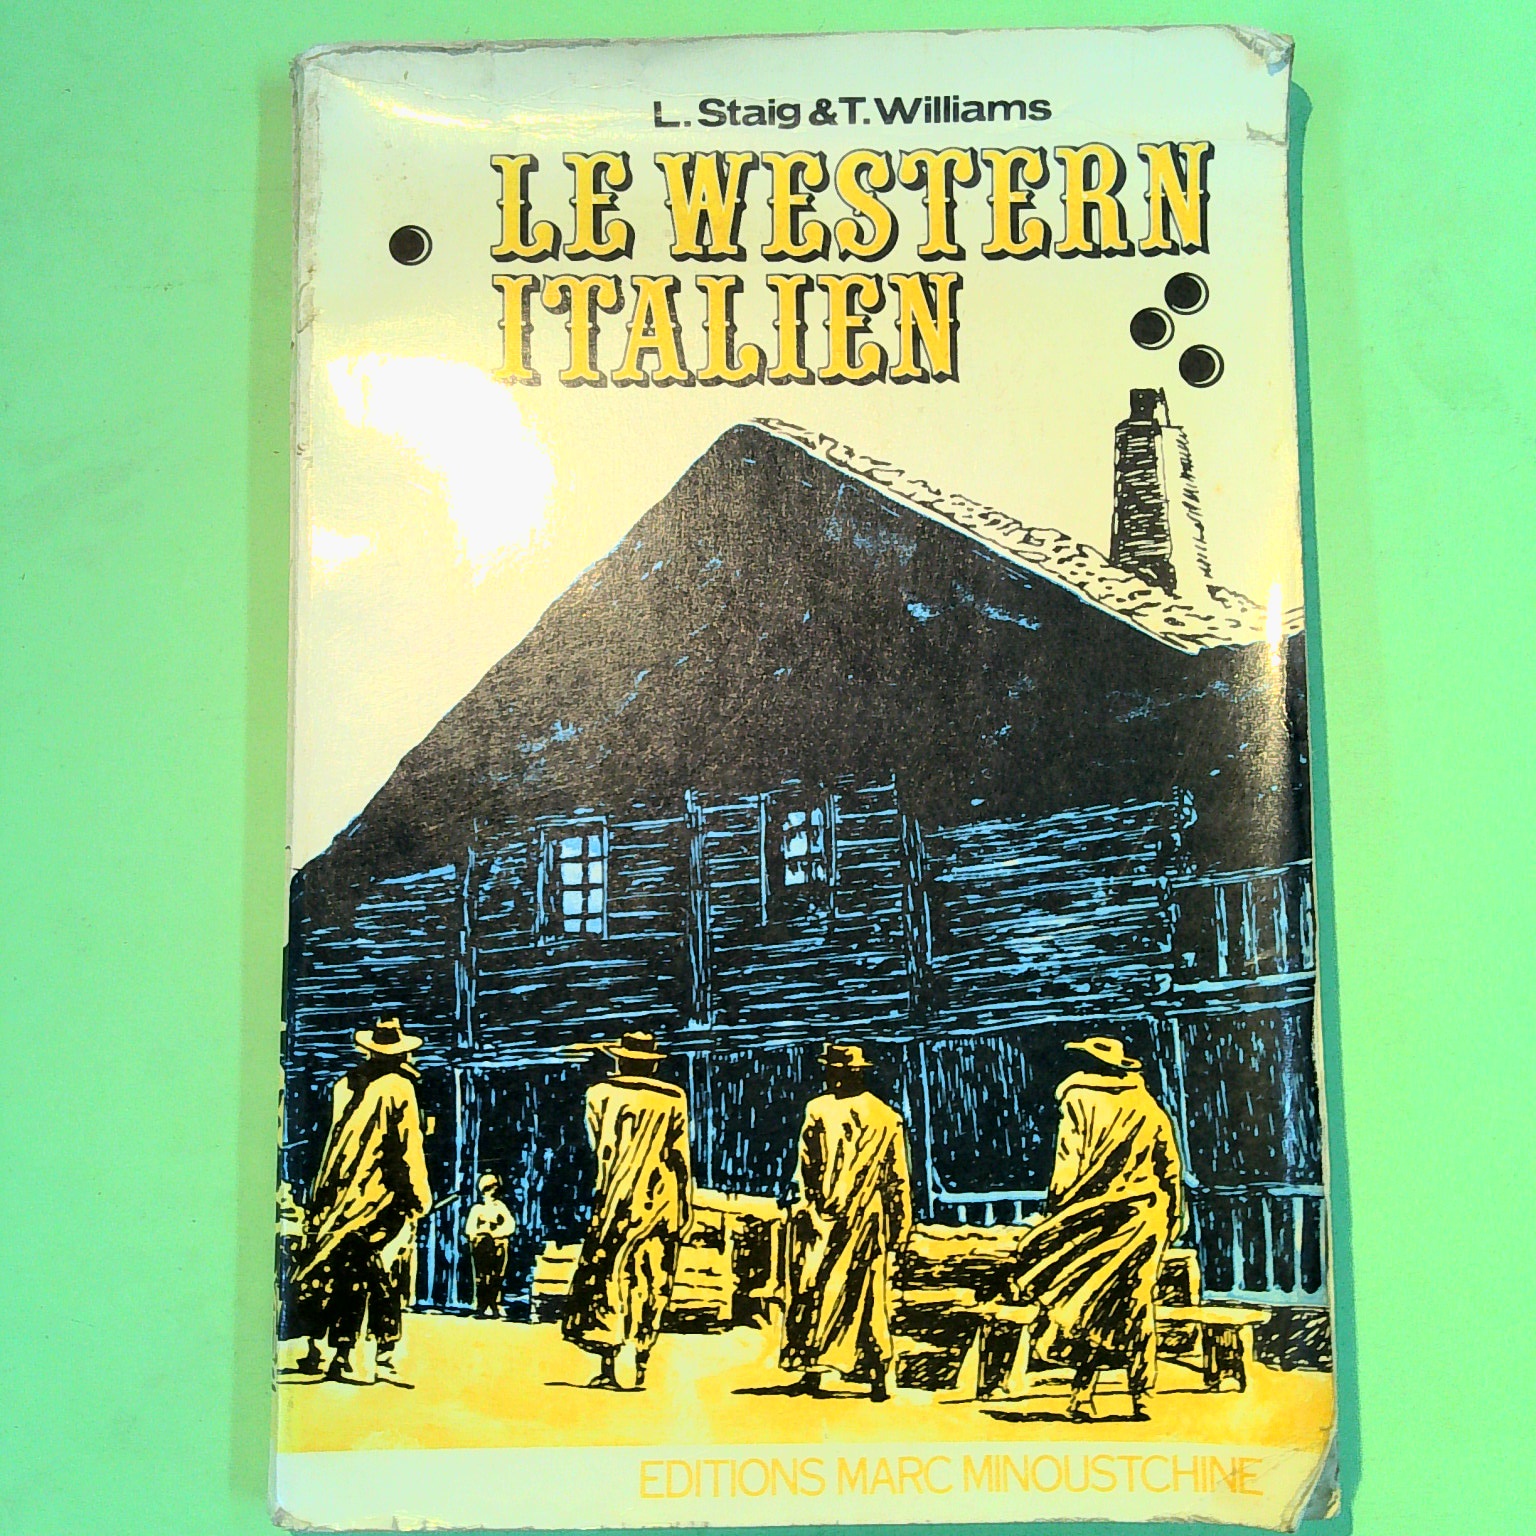 L. Staig & T. Williams
LE WESTERN
ITALIEN
EDITIONS MARC MINOUSTCHINE